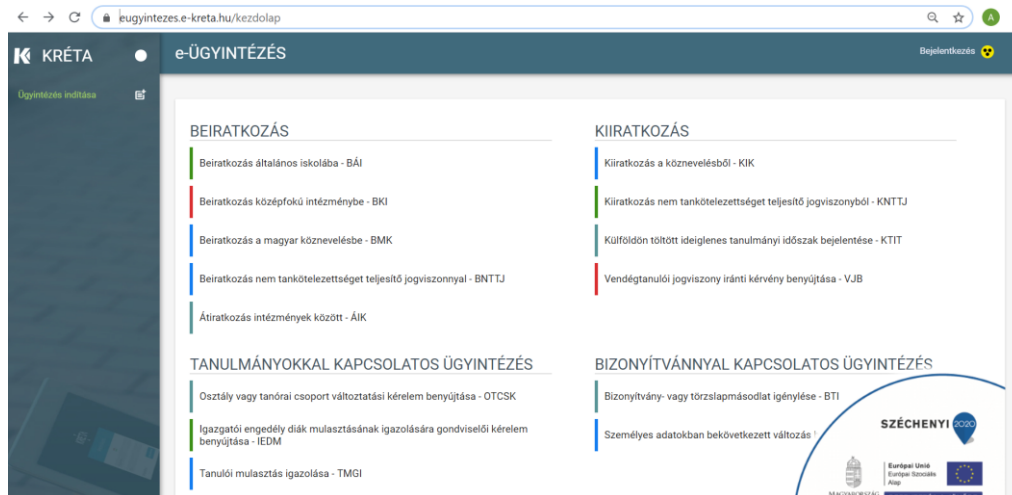 eugyintezes.e-kreta.hu/kezdolap
A
KRÉTA
e-ÜGYINTÉZÉS
Bejelentkezés
Ügyintézés indítása
BEIRATKOZÁS
Beiratkozás általános iskolába - BÁI
Beiratkozás középfokú intézménybe - BKI
Beiratkozás a magyar köznevelésbe - BMK
Beiratkozás nem tankötelezettséget teljesítő jogviszonnyal - BNTTJ
Átiratkozás intézmények között - ÁIK
KIIRATKOZÁS
Kiiratkozás a köznevelésből - KIK
Kiiratkozás nem tankötelezettséget teljesítő jogviszonyból - KNTTJ
Külföldön töltött ideiglenes tanulmányi időszak bejelentése - KTIT
Vendégtanulói jogviszony iránti kérvény benyújtása - VJB
TANULMÁNYOKKAL KAPCSOLATOS ÜGYINTÉZÉS
Osztály vagy tanórai csoport változtatási kérelem benyújtása - OTCSK
Igazgatói engedély diák mulasztásának igazolására gondviselői kérelem
benyújtása - IEDM
Tanulói mulasztás igazolása - TMGI
BIZONYÍTVÁNNYAL KAPCSOLATOS ÜGYINTÉZÉS
Bizonyítvány- vagy törzslapmásodlat igénylése - BTI
Személyes adatokban bekövetkezett változás
SZÉCHENYI 2020
Európai Unió
Európai Szociális
Alap